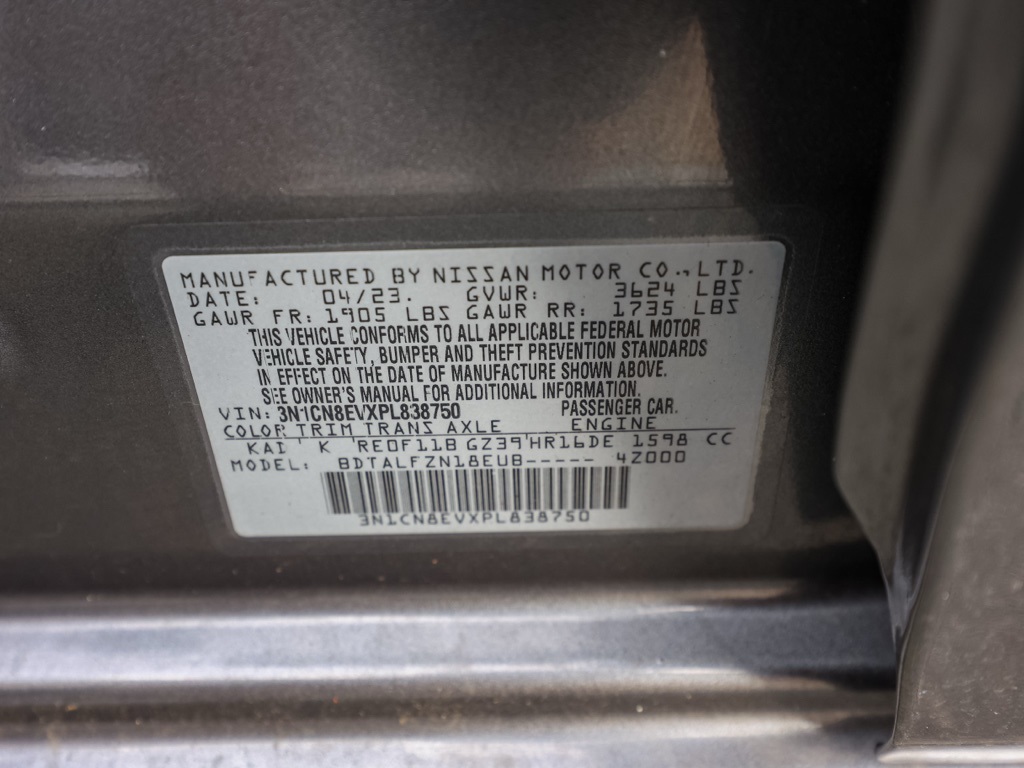 MANUFACTURED BY NISSAN MOTOR CO., LTD.
DATE: 04/23. GVWR: 3624 LBS
GAWR FR: 1905 LBS GAWR RR: 1735 LBS
THIS VEHICLE CONFORMS TO ALL APPLICABLE FEDERAL MOTOR
VEHICLE SAFETY, BUMPER AND THEFT PREVENTION STANDARDS
IN EFFECT ON THE DATE OF MANUFACTURE SHOWN ABOVE.
SEE OWNER'S MANUAL FOR ADDITIONAL INFORMATION.
VIN: 3N1CN8EVXPL838750 PASSENGER CAR.
COLOR TRIM TRANS AXLE ENGINE
KAD K RE0F11B GZ39 HR16DE 1598 CC
MODEL: BDTALFZN18EUB----- 4Z000
3N1CN8EVXPL838750